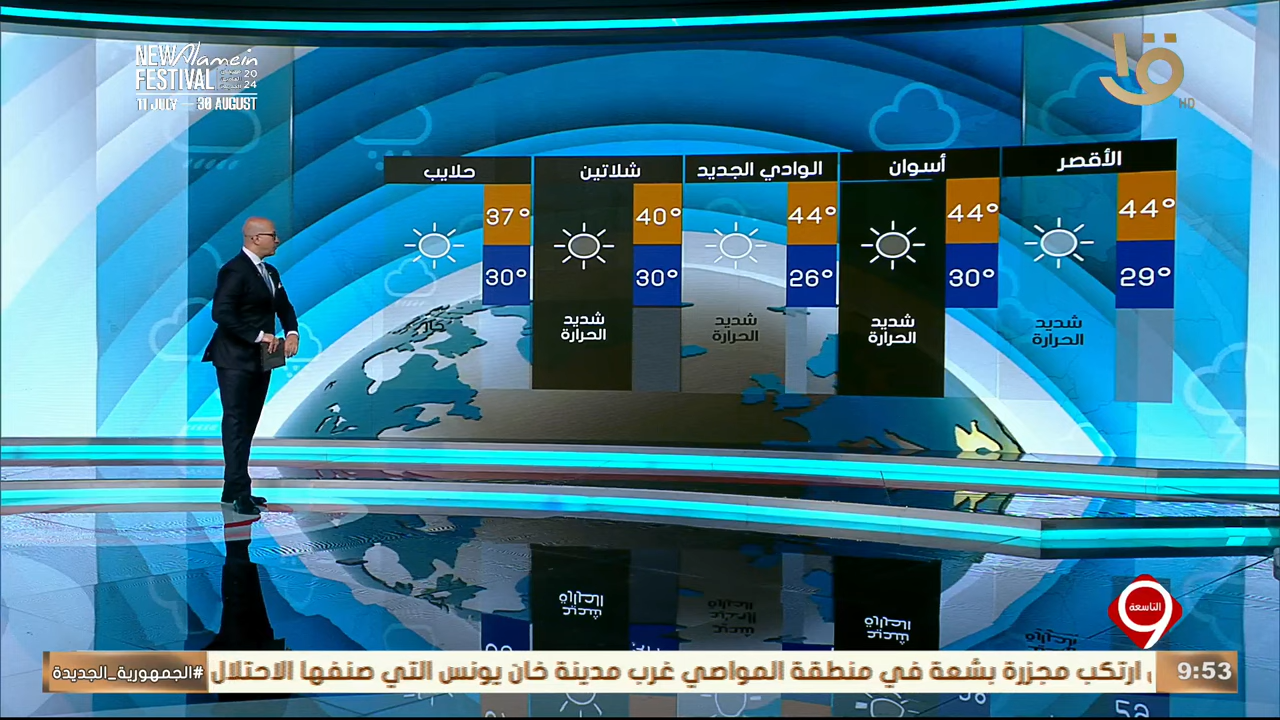 NEW Alamein
FESTIVAL 2024
11 JULY — 30 AUGUST
HD
الأقصر
44°
29°
شديد
الحرارة
أسوان
44°
30°
شديد
الحرارة
الوادي الجديد
44°
26°
شديد
الحرارة
شلاتين
40°
30°
شديد
الحرارة
حلايب
37°
30°
حار
التاسعة
9:53
ارتكب مجزرة بشعة في منطقة المواصي غرب مدينة خان يونس التي صنفها الاحتلال
#الجمهورية_الجديدة